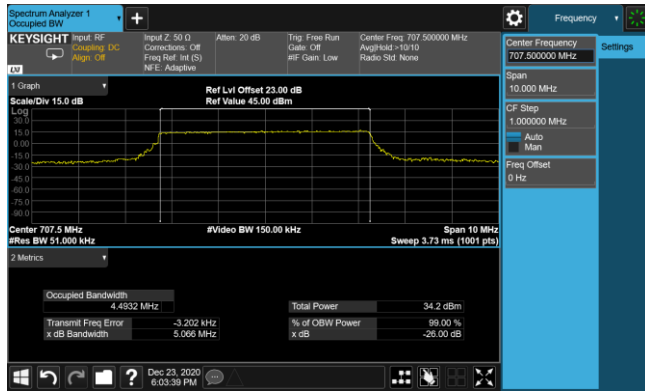 Spectrum Analyzer 1
Occupied BW
Frequency
KEYSIGHT
Input: RF
Coupling: DC
Align: Off
Input Z: 50 Ω
Corrections: Off
Freq Ref: Int (S)
NFE: Adaptive
Atten: 20 dB
Trig: Free Run
Gate: Off
#IF Gain: Low
Center Freq: 707.500000 MHz
Avg|Hold:>10/10
Radio Std: None
LXI
Center Frequency
707.500000 MHz
Settings
Span
10.000 MHz
CF Step
1.000000 MHz
Auto
Man
Freq Offset
0 Hz
1 Graph
Scale/Div 15.0 dB
Ref Lvl Offset 23.00 dB
Ref Value 45.00 dBm
Log
30.0
15.0
0.00
-15.0
-30.0
-45.0
-60.0
-75.0
-90.0
Center 707.5 MHz
#Video BW 150.00 kHz
Span 10 MHz
#Res BW 51.000 kHz
Sweep 3.73 ms (1001 pts)
2 Metrics
Occupied Bandwidth
4.4932 MHz
Total Power
34.2 dBm
Transmit Freq Error
-3.202 kHz
% of OBW Power
99.00 %
x dB Bandwidth
5.066 MHz
x dB
-26.00 dB
Dec 23, 2020
6:03:39 PM